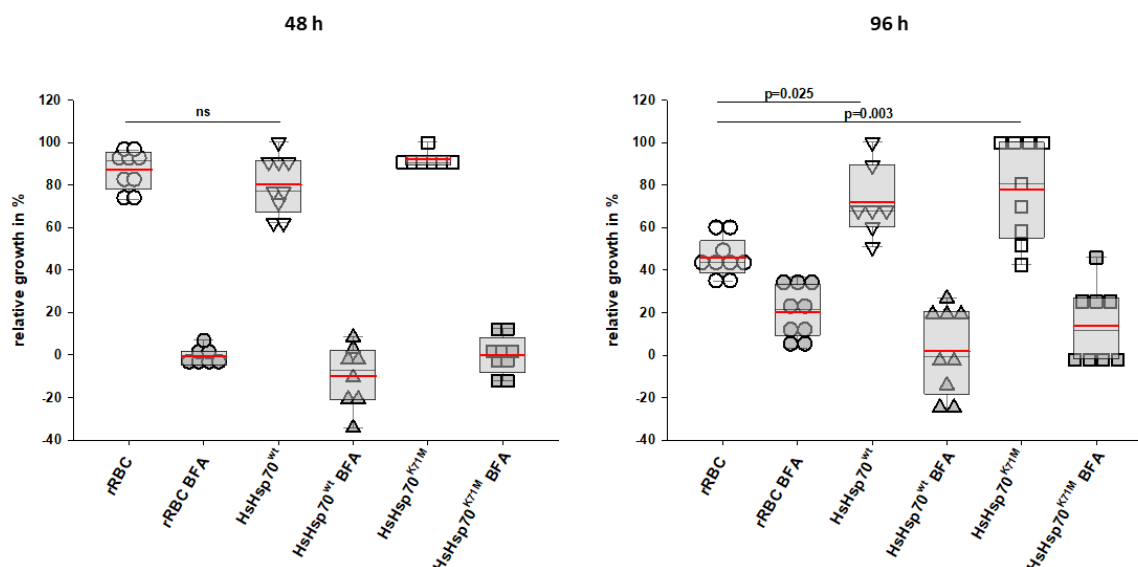 48 h
relative growth in %
120
100
80
60
40
20
0
-20
-40
ns
rRBC
rRBC BFA
HsHsp70wt
HsHsp70wt BFA
HsHsp70K71M
HsHsp70K71M BFA
96 h
relative growth in %
120
100
80
60
40
20
0
-20
-40
p=0.025
p=0.003
rRBC
rRBC BFA
HsHsp70wt
HsHsp70wt BFA
HsHsp70K71M
HsHsp70K71M BFA